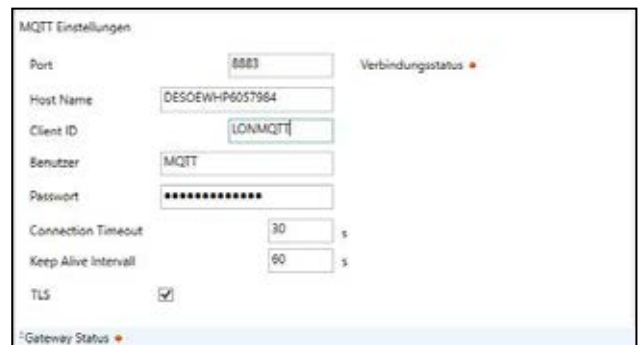 MQTT Einstellungen
Port 8883 Verbindungsstatus
Host Name DESOEWHP6057984
Client ID LONMQTT
Benutzer MQTT
Passwort •••••••••••••
Connection Timeout 30 s
Keep Alive Intervall 60 s
TLS
Gateway Status